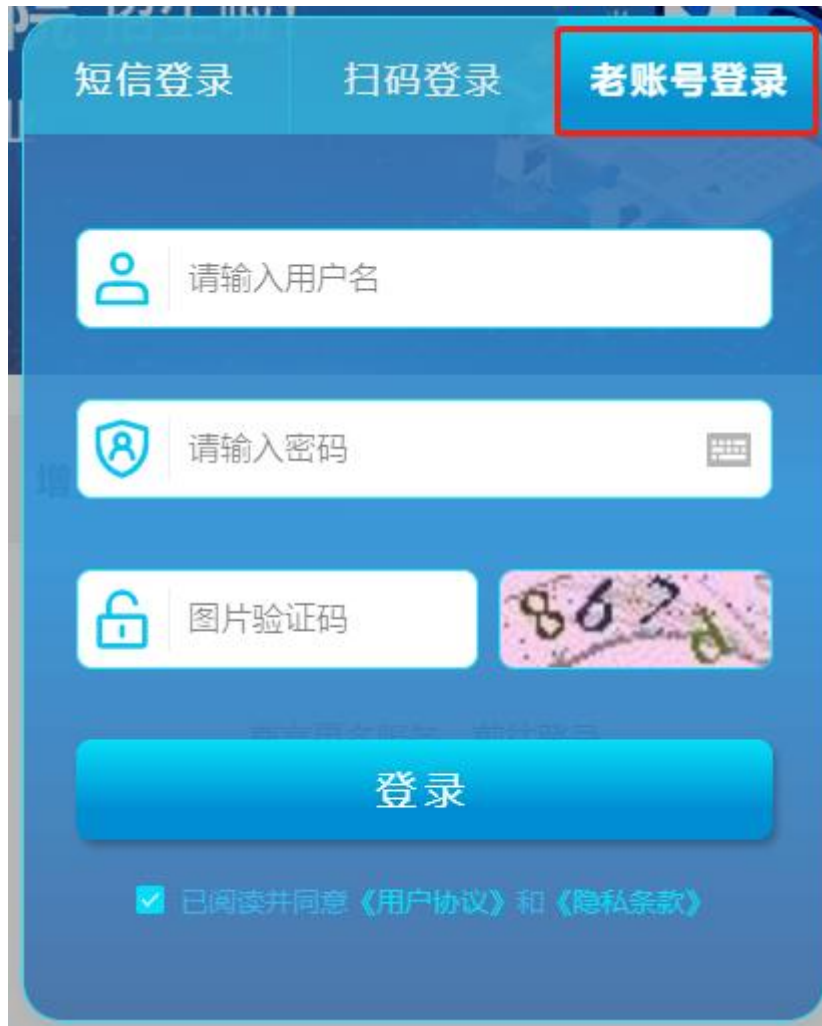 短信登录 扫码登录 老账号登录
请输入用户名
请输入密码
图片验证码 867d
登录
已阅读并同意《用户协议》和《隐私条款》